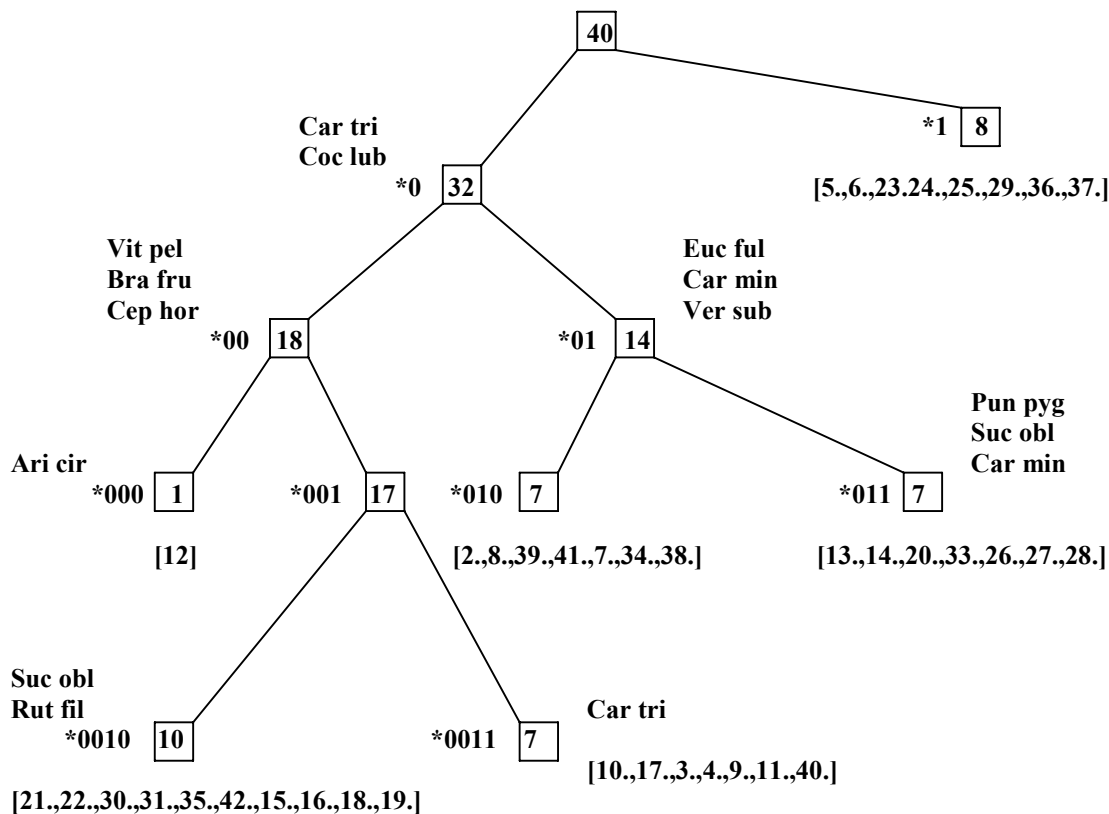 40
Car tri
Coc lub
*1 8
*0 32
[5.,6.,23.24.,25.,29.,36.,37.]
Vit pel
Bra fru
Cep hor
Euc ful
Car min
Ver sub
*00 18
*01 14
Pun pyg
Suc obl
Car min
Ari cir
*000 1
*001 17
*010 7
*011 7
[12]
[2.,8.,39.,41.,7.,34.,38.]
[13.,14.,20.,33.,26.,27.,28.]
Suc obl
Rut fil
Car tri
*0010 10
*0011 7
[10.,17.,3.,4.,9.,11.,40.]
[21.,22.,30.,31.,35.,42.,15.,16.,18.,19.]